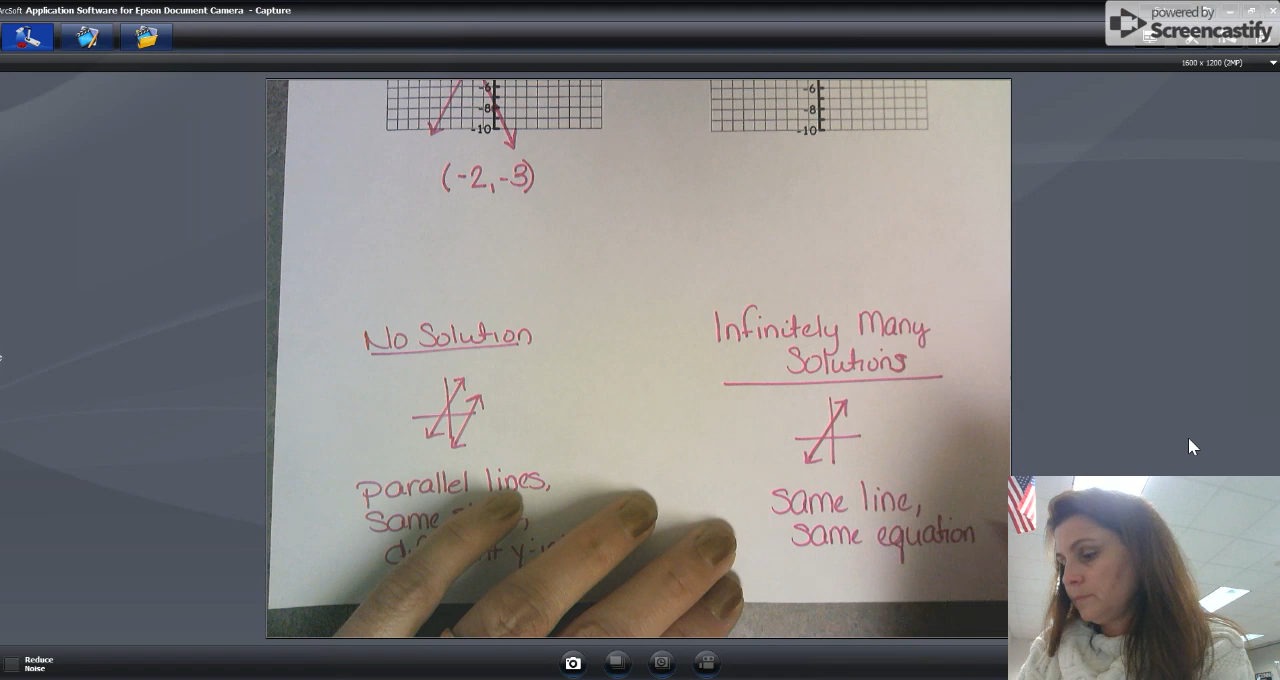 ArcSoft Application Software for Epson Document Camera - Capture
powered by
Screencastify
1600 x 1200 (2MP)
-6
-8
-10
-6
-8
-10
(-2,-3)
No Solution
Infinitely Many
Solutions
parallel lines,
same
y-i
same line,
same equation
Reduce
Noise